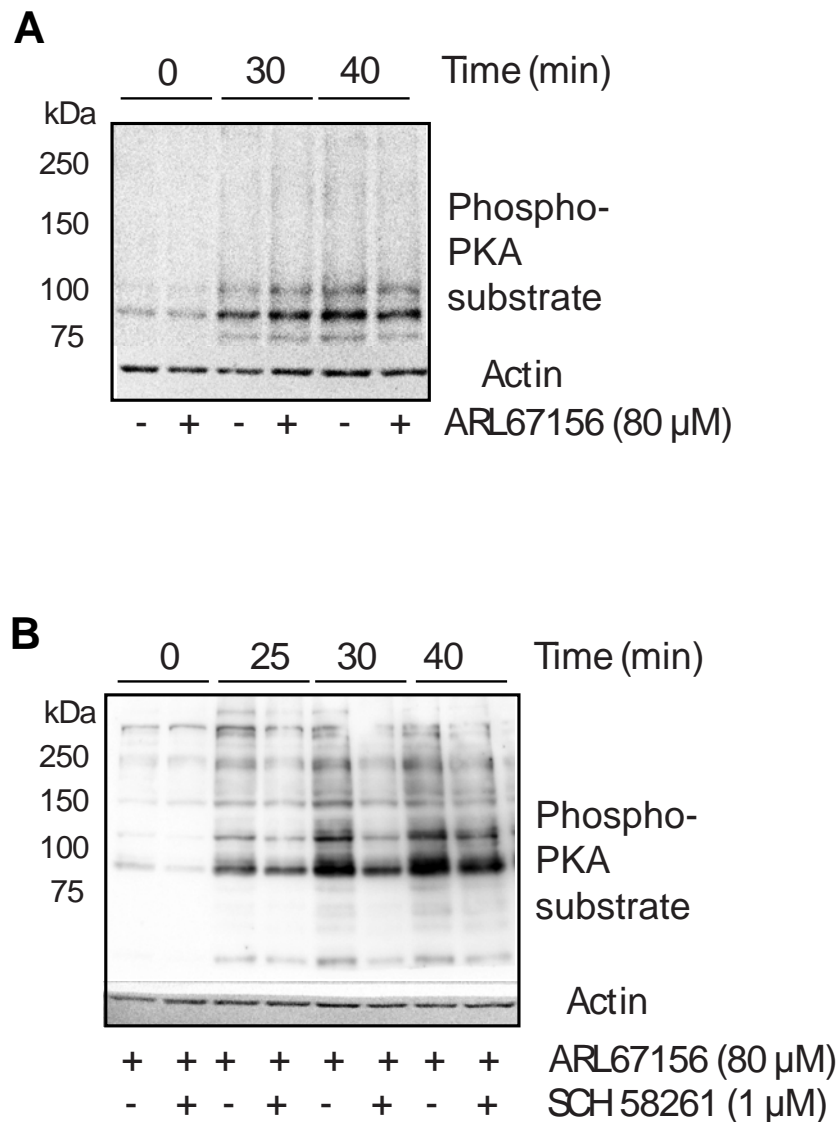 A
0 30 40 Time (min)
kDa
250
150
100
75
Phospho-
PKA
substrate
Actin
- + - + - + ARL67156 (80 µM)
B
0 25 30 40 Time (min)
kDa
250
150
100
75
Phospho-
PKA
substrate
Actin
+ + + + + + + + ARL67156 (80 µM)
- + - + - + - + SCH 58261 (1 µM)